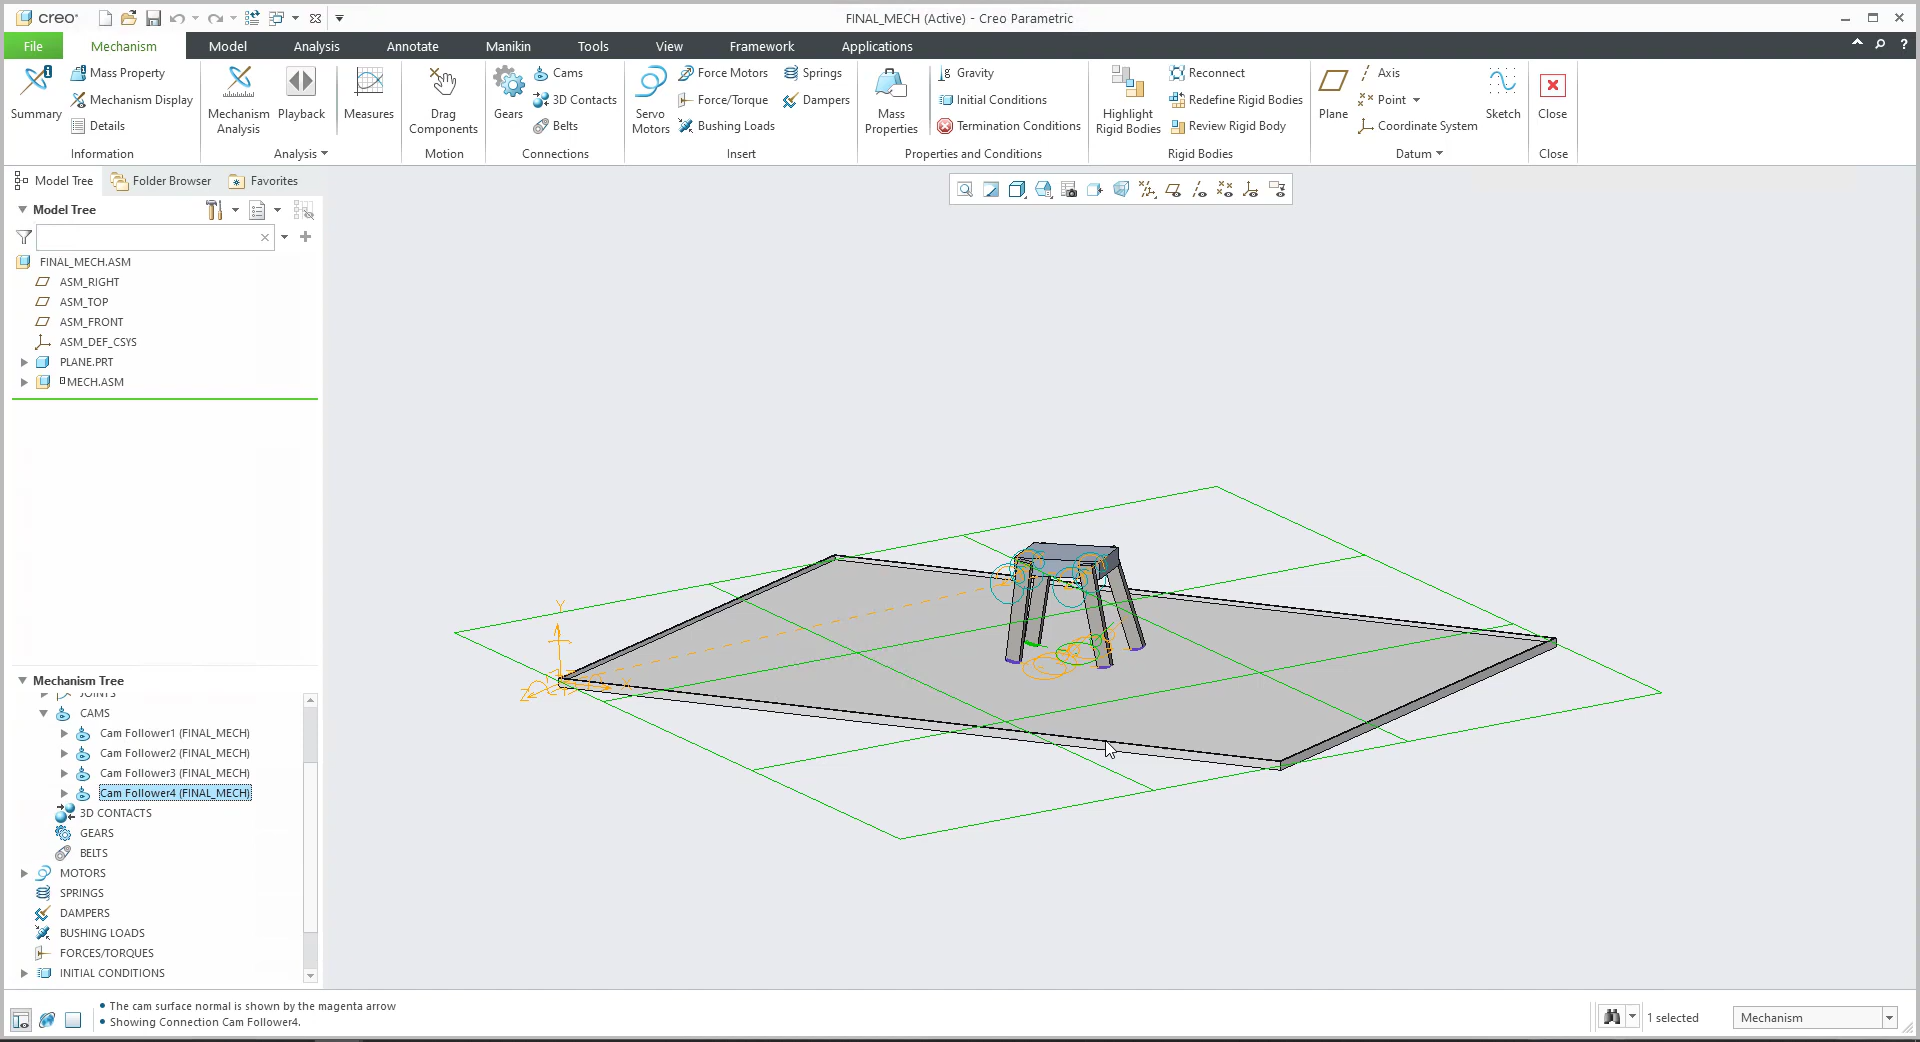 creo
FINAL_MECH (Active) - Creo Parametric
File
Mechanism
Model
Analysis
Annotate
Manikin
Tools
View
Framework
Applications
Summary
Mass Property
Mechanism Display
Details
Information
Mechanism
Analysis
Playback
Measures
Analysis
Drag
Components
Motion
Gears
Cams
3D Contacts
Belts
Connections
Servo
Motors
Force Motors
Force/Torque
Bushing Loads
Springs
Dampers
Insert
Mass
Properties
Gravity
Initial Conditions
Termination Conditions
Properties and Conditions
Highlight
Rigid Bodies
Reconnect
Redefine Rigid Bodies
Review Rigid Body
Rigid Bodies
Plane
Axis
Point
Coordinate System
Sketch
Datum
Close
Close
Model Tree
Folder Browser
Favorites
Model Tree
FINAL_MECH.ASM
ASM_RIGHT
ASM_TOP
ASM_FRONT
ASM_DEF_CSYS
PLANE.PRT
MECH.ASM
Y
Mechanism Tree
JOINTS
CAMS
Cam Follower1 (FINAL_MECH)
Cam Follower2 (FINAL_MECH)
Cam Follower3 (FINAL_MECH)
Cam Follower4 (FINAL_MECH)
3D CONTACTS
GEARS
BELTS
MOTORS
SPRINGS
DAMPERS
BUSHING LOADS
FORCES/TORQUES
INITIAL CONDITIONS
The cam surface normal is shown by the magenta arrow
Showing Connection Cam Follower4.
1 selected
Mechanism